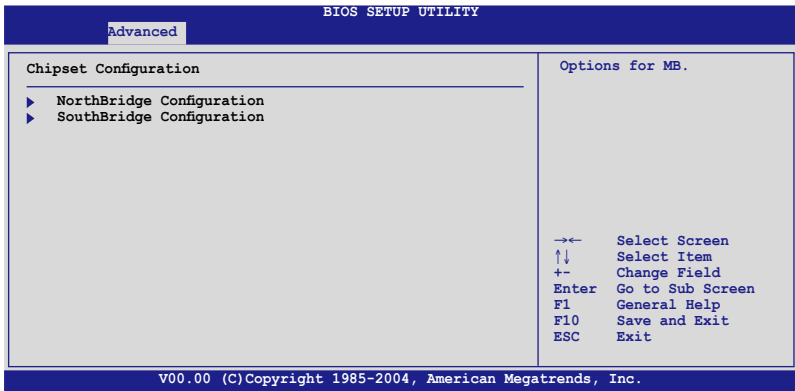 BIOS SETUP UTILITY
Advanced
Chipset Configuration
NorthBridge Configuration
SouthBridge Configuration
Options for MB.
→← Select Screen
↑↓ Select Item
+- Change Field
Enter Go to Sub Screen
F1 General Help
F10 Save and Exit
ESC Exit
V00.00 (C)Copyright 1985-2004, American Megatrends, Inc.